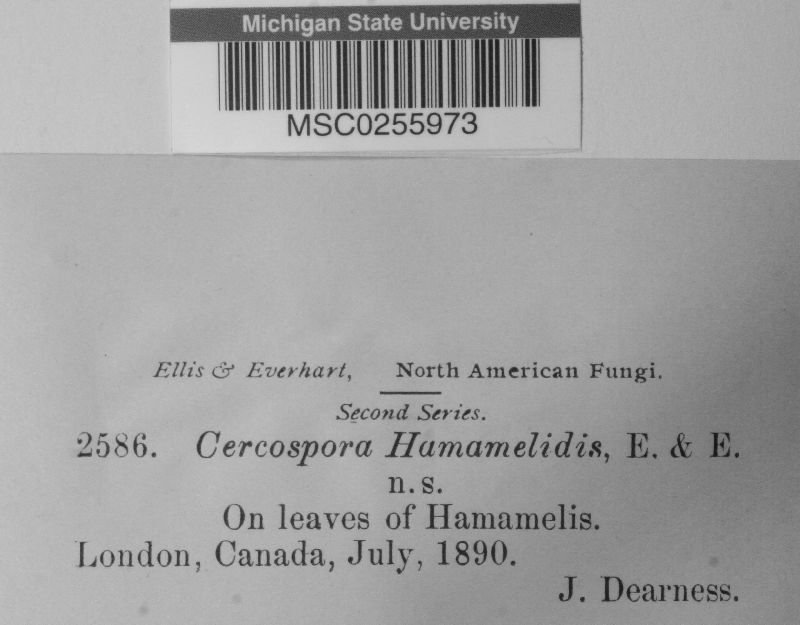 Michigan State University
MSC0255973
Ellis & Everhart, North American Fungi.
Second Series.
2586. Cercospora Hamamelidis, E. & E.
n. s.
On leaves of Hamamelis.
London, Canada, July, 1890.
J. Dearness.